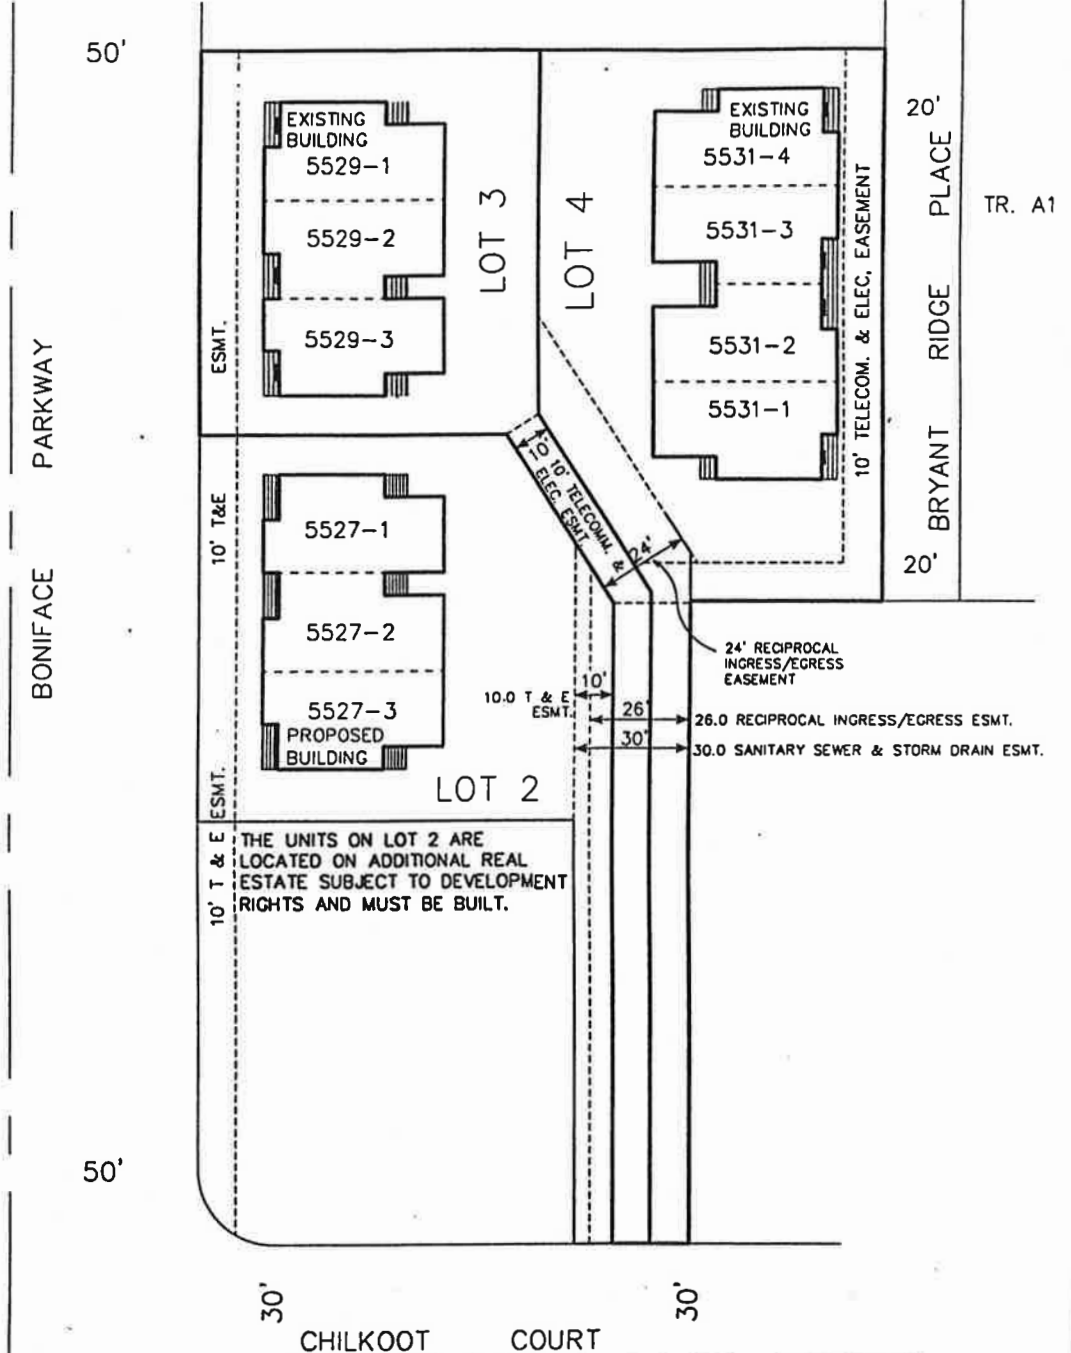 50'
BONIFACE PARKWAY
EXISTING
BUILDING
5529-1
5529-2
5529-3
LOT 3
LOT 4
EXISTING
BUILDING
5531-4
5531-3
5531-2
5531-1
10' TELECOM. & ELEC, EASEMENT
20'
BRYANT RIDGE PLACE
TR. A1
20'
10' T&E ESMT.
10' TELECOMM. &
ELEC. ESMT.
24'
5527-1
5527-2
5527-3
PROPOSED
BUILDING
LOT 2
24' RECIPROCAL
INGRESS/EGRESS
EASEMENT
10.0 T & E
ESMT.
10'
26'
26.0 RECIPROCAL INGRESS/EGRESS ESMT.
30'
30.0 SANITARY SEWER & STORM DRAIN ESMT.
10' T & E ESMT.
THE UNITS ON LOT 2 ARE
LOCATED ON ADDITIONAL REAL
ESTATE SUBJECT TO DEVELOPMENT
RIGHTS AND MUST BE BUILT.
50'
30'
30'
CHILKOOT COURT